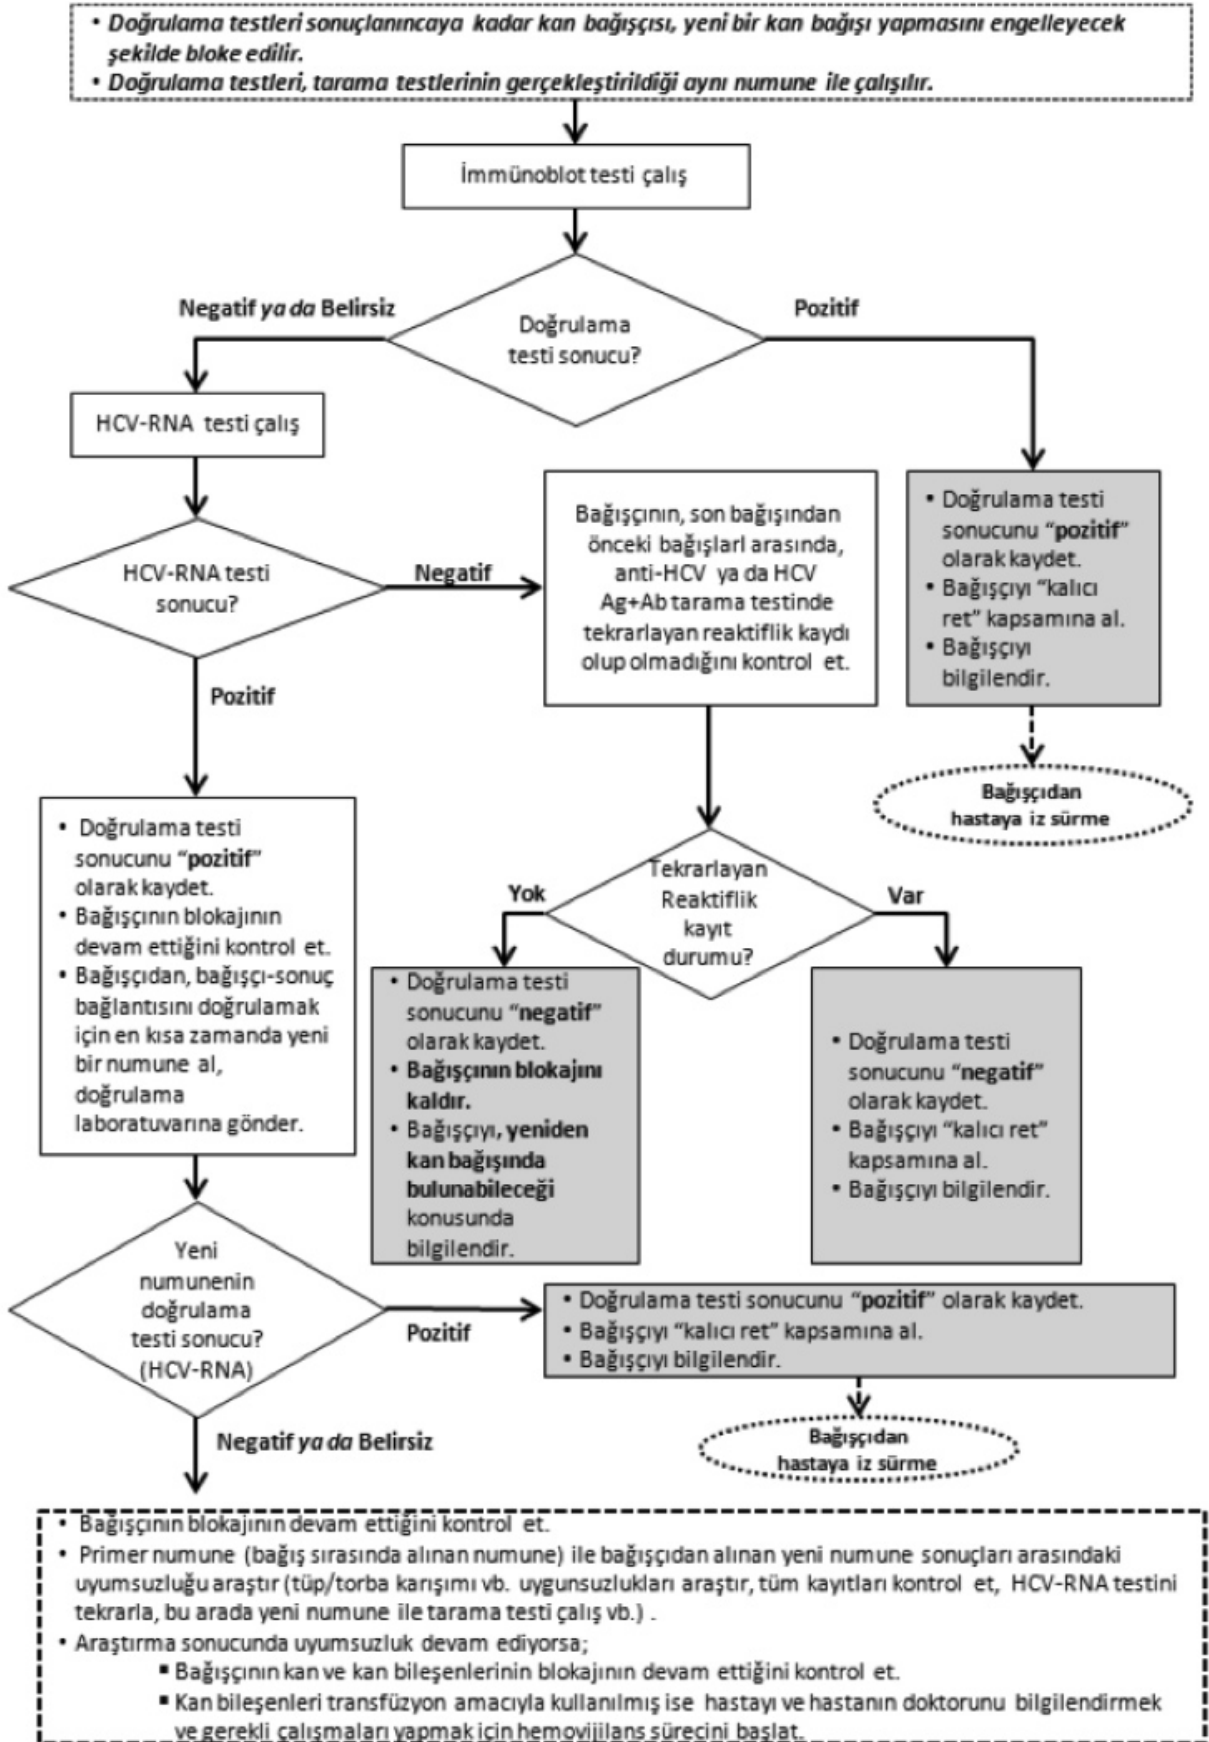 • Doğrulama testleri sonuçlanıncaya kadar kan bağışçısı, yeni bir kan bağışı yapmasını engelleyecek
şekilde bloke edilir.
• Doğrulama testleri, tarama testlerinin gerçekleştirildiği aynı numune ile çalışılır.
İmmünoblot testi çalış
Doğrulama
testi sonucu?
Negatif ya da Belirsiz
Pozitif
HCV-RNA testi çalış
HCV-RNA testi
sonucu?
Negatif
Pozitif
Bağışçının, son bağışından
önceki bağışlarl arasında,
anti-HCV ya da HCV
Ag+Ab tarama testinde
tekrarlayan reaktiflik kaydı
olup olmadığını kontrol et.
• Doğrulama testi
sonucunu “pozitif”
olarak kaydet.
• Bağışçıyı “kalıcı
ret” kapsamına al.
• Bağışçıyı
bilgilendir.
Bağışçıdan
hastaya iz sürme
• Doğrulama testi
sonucunu “pozitif”
olarak kaydet.
• Bağışçının blokajının
devam ettiğini kontrol et.
• Bağışçıdan, bağışçı-sonuç
bağlantısını doğrulamak
için en kısa zamanda yeni
bir numune al,
doğrulama
laboratuvarına gönder.
Tekrarlayan
Reaktiflik
kayıt
durumu?
Yok
Var
• Doğrulama testi
sonucunu “negatif”
olarak kaydet.
• Bağışçının blokajını
kaldır.
• Bağışçıyı, yeniden
kan bağışında
bulunabileceği
konusunda
bilgilendir.
• Doğrulama testi
sonucunu “negatif”
olarak kaydet.
• Bağışçıyı “kalıcı ret”
kapsamına al.
• Bağışçıyı bilgilendir.
Yeni
numunenin
doğrulama
testi sonucu?
(HCV-RNA)
Pozitif
• Doğrulama testi sonucunu “pozitif” olarak kaydet.
• Bağışçıyı “kalıcı ret” kapsamına al.
• Bağışçıyı bilgilendir.
Bağışçıdan
hastaya iz sürme
Negatif ya da Belirsiz
• Bağışçının blokajının devam ettiğini kontrol et.
• Primer numune (bağış sırasında alınan numune) ile bağışçıdan alınan yeni numune sonuçları arasındaki
uyumsuzluğu araştır (tüp/torba karışımı vb. uygunsuzlukları araştır, tüm kayıtları kontrol et, HCV-RNA testini
tekrarla, bu arada yeni numune ile tarama testi çalış vb.) .
• Araştırma sonucunda uyumsuzluk devam ediyorsa;
▪ Bağışçının kan ve kan bileşenlerinin blokajının devam ettiğini kontrol et.
▪ Kan bileşenleri transfüzyon amacıyla kullanılmış ise hastayı ve hastanın doktorunu bilgilendirmek
ve gerekli çalışmaları yapmak için hemovijilans sürecini başlat.